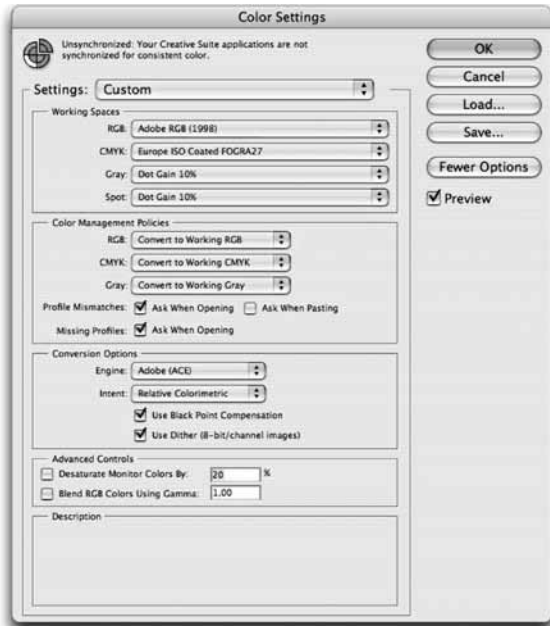 Color Settings
Unsynchronized: Your Creative Suite applications are not
synchronized for consistent color.
OK
Cancel
Load...
Save...
Fewer Options
Preview
Settings: Custom
Working Spaces
RGB: Adobe RGB (1998)
CMYK: Europe ISO Coated FOGRA27
Gray: Dot Gain 10%
Spot: Dot Gain 10%
Color Management Policies
RGB: Convert to Working RGB
CMYK: Convert to Working CMYK
Gray: Convert to Working Gray
Profile Mismatches: Ask When Opening Ask When Pasting
Missing Profiles: Ask When Opening
Conversion Options
Engine: Adobe (ACE)
Intent: Relative Colorimetric
Use Black Point Compensation
Use Dither (8-bit/channel images)
Advanced Controls
Desaturate Monitor Colors By: 20 %
Blend RGB Colors Using Gamma: 1.00
Description